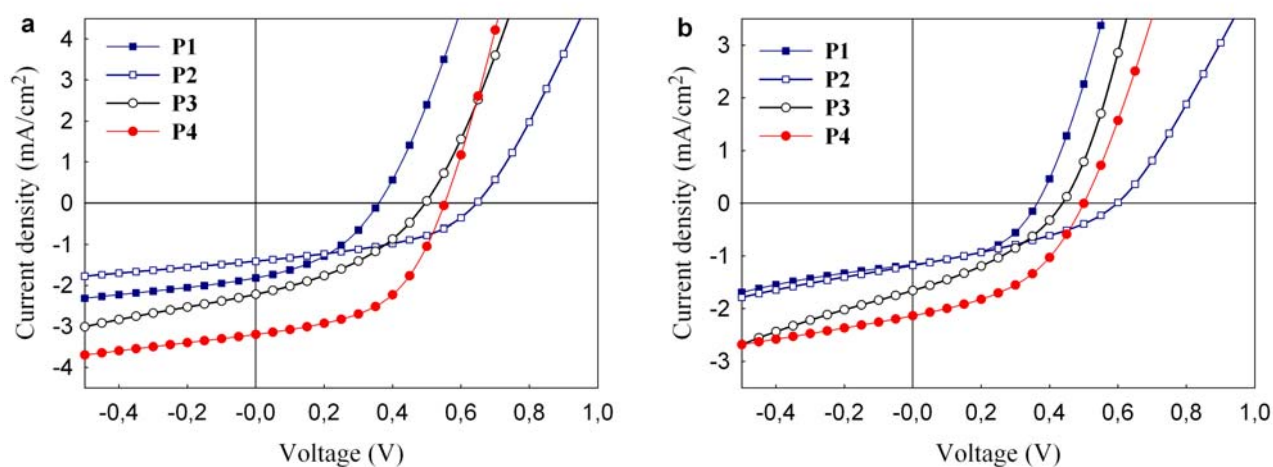 a
P1
P2
P3
P4
Current density (mA/cm²)
4
3
2
1
0
-1
-2
-3
-4
-0,4 -0,2 -0,0 0,2 0,4 0,6 0,8 1,0
Voltage (V)
b
P1
P2
P3
P4
Current density (mA/cm²)
3
2
1
0
-1
-2
-3
-0,4 -0,2 -0,0 0,2 0,4 0,6 0,8 1,0
Voltage (V)